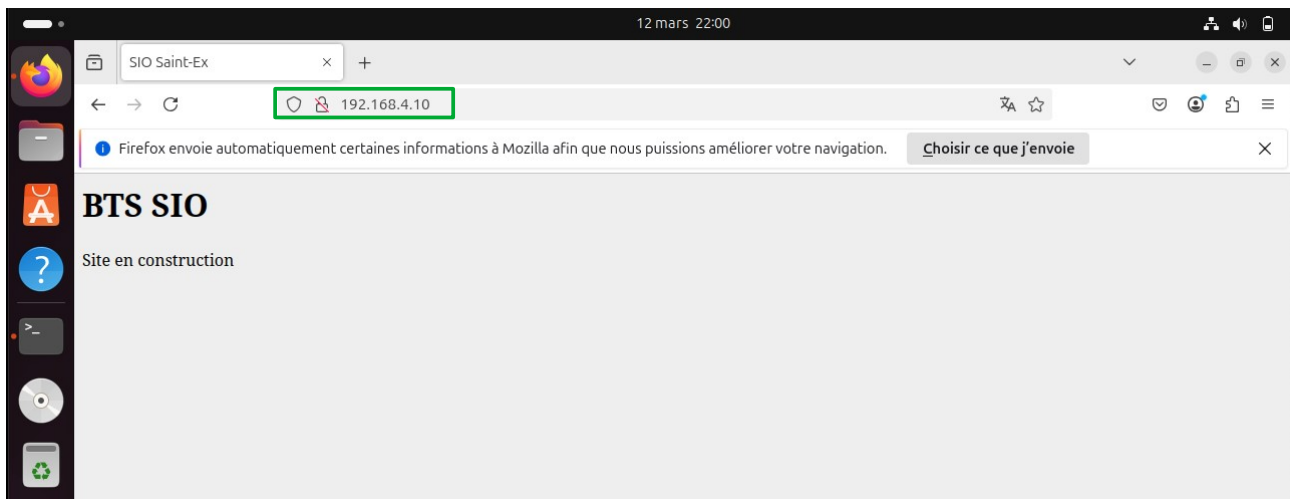 12 mars 22:00
SIO Saint-Ex
192.168.4.10
Firefox envoie automatiquement certaines informations à Mozilla afin que nous puissions améliorer votre navigation. Choisir ce que j'envoie
BTS SIO
Site en construction